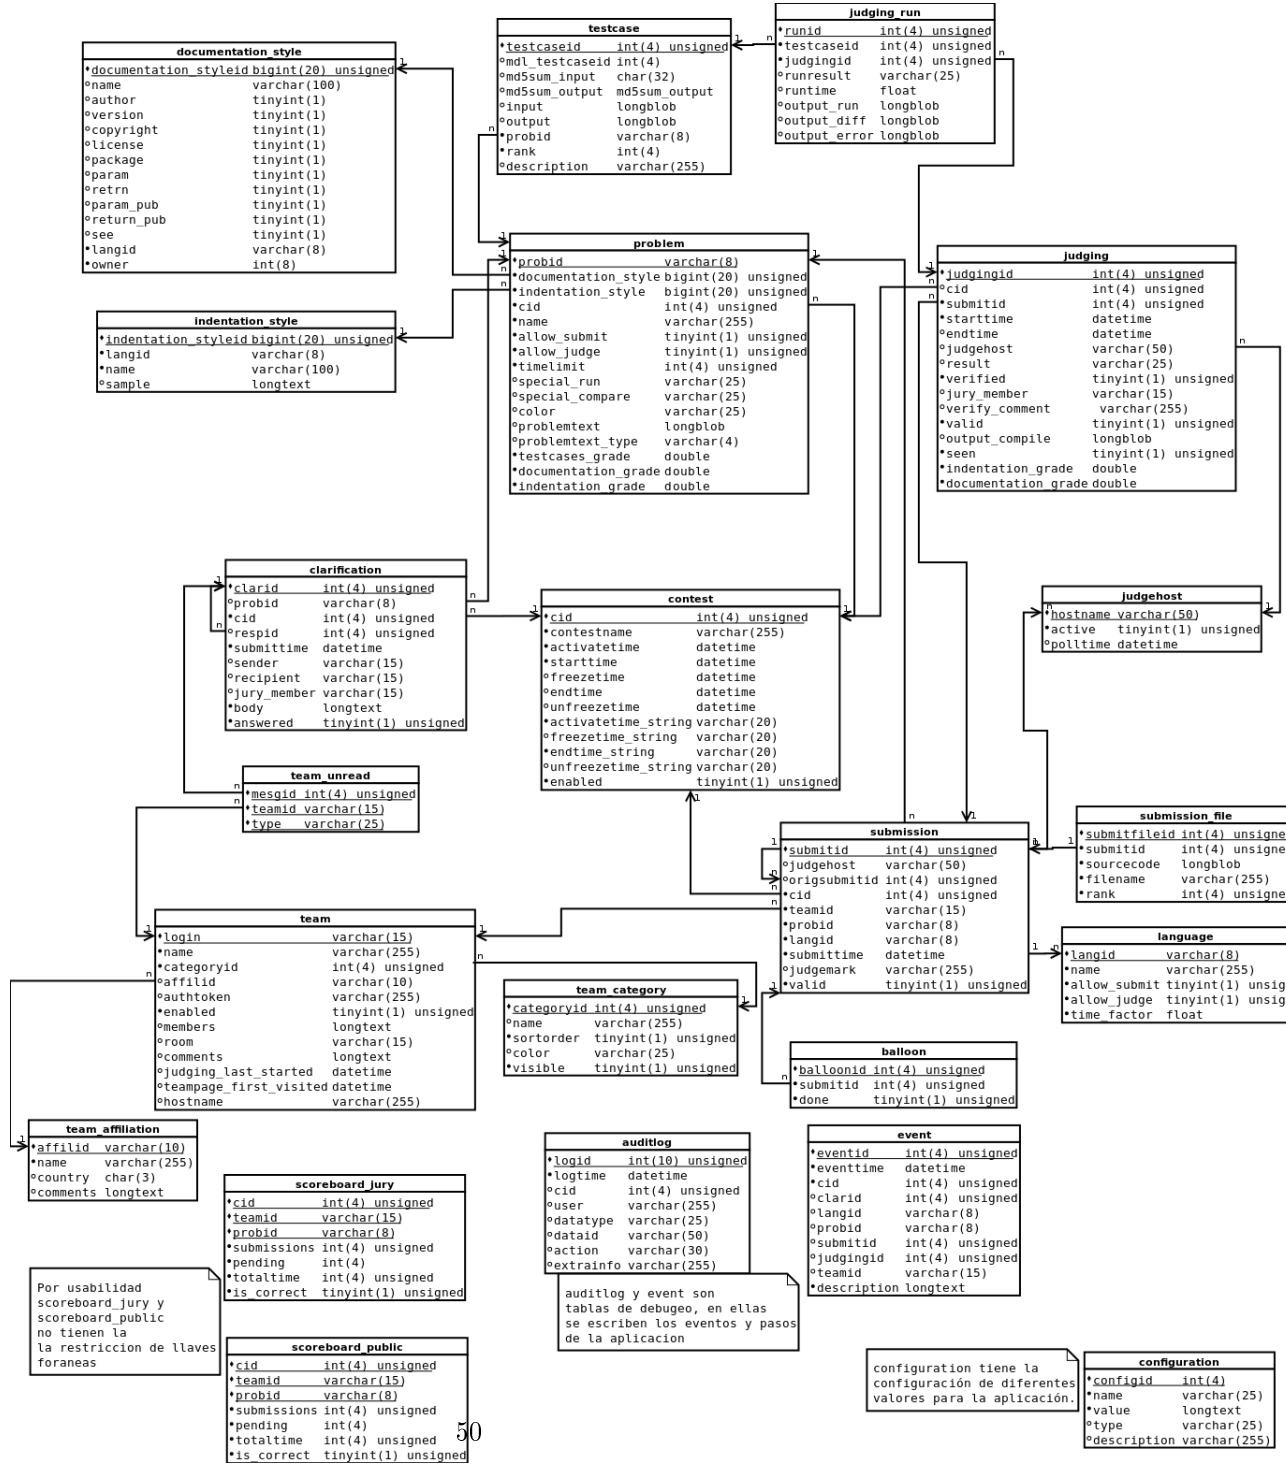 documentation_style
documentation_styleid bigint(20) unsigned
name varchar(100)
author tinyint(1)
version tinyint(1)
copyright tinyint(1)
license tinyint(1)
package tinyint(1)
param tinyint(1)
retrn tinyint(1)
param_pub tinyint(1)
return_pub tinyint(1)
see tinyint(1)
langid varchar(8)
owner int(8)
testcase
testcaseid int(4) unsigned
mdl_testcaseid int(4)
md5sum_input char(32)
md5sum_output md5sum_output
input longblob
output longblob
probid varchar(8)
rank int(4)
description varchar(255)
judging_run
runid int(4) unsigned
testcaseid int(4) unsigned
judgingid int(4) unsigned
runresult varchar(25)
runtime float
output_run longblob
output_diff longblob
output_error longblob
indentation_style
indentation_styleid bigint(20) unsigned
langid varchar(8)
name varchar(100)
sample longtext
problem
probid varchar(8)
documentation_style bigint(20) unsigned
indentation_style bigint(20) unsigned
cid int(4) unsigned
name varchar(255)
allow_submit tinyint(1) unsigned
allow_judge tinyint(1) unsigned
timelimit int(4) unsigned
special_run varchar(25)
special_compare varchar(25)
color varchar(25)
problemtext longblob
problemtext_type varchar(4)
testcases_grade double
documentation_grade double
indentation_grade double
judging
judgingid int(4) unsigned
cid int(4) unsigned
submitid int(4) unsigned
starttime datetime
endtime datetime
judgehost varchar(50)
result varchar(25)
verified tinyint(1) unsigned
jury_member varchar(15)
verify_comment varchar(255)
valid tinyint(1) unsigned
output_compile longblob
seen tinyint(1) unsigned
indentation_grade double
documentation_grade double
clarification
clarid int(4) unsigned
probid varchar(8)
cid int(4) unsigned
respid int(4) unsigned
submittime datetime
sender varchar(15)
recipient varchar(15)
jury_member varchar(15)
body longtext
answered tinyint(1) unsigned
contest
cid int(4) unsigned
contestname varchar(255)
activatetime datetime
starttime datetime
freezetime datetime
endtime datetime
unfreezetime datetime
activatetime_string varchar(20)
freezetime_string varchar(20)
endtime_string varchar(20)
unfreezetime_string varchar(20)
enabled tinyint(1) unsigned
judgehost
hostname varchar(50)
active tinyint(1) unsigned
polltime datetime
team_unread
mesgid int(4) unsigned
teamid varchar(15)
type varchar(25)
submission
submitid int(4) unsigned
judgehost varchar(50)
origsubmitid int(4) unsigned
cid int(4) unsigned
teamid varchar(15)
probid varchar(8)
langid varchar(8)
submittime datetime
judgemark varchar(255)
valid tinyint(1) unsigned
submission_file
submitfileid int(4) unsigne
submitid int(4) unsigne
sourcecode longblob
filename varchar(255)
rank int(4) unsigne
team
login varchar(15)
name varchar(255)
categoryid int(4) unsigned
affilid varchar(10)
authtoken varchar(255)
enabled tinyint(1) unsigned
members longtext
room varchar(15)
comments longtext
judging_last_started datetime
teampage_first_visited datetime
hostname varchar(255)
language
langid varchar(8)
name varchar(255)
allow_submit tinyint(1) unsig
allow_judge tinyint(1) unsig
time_factor float
team_category
categoryid int(4) unsigned
name varchar(255)
sortorder tinyint(1) unsigned
color varchar(25)
visible tinyint(1) unsigned
balloon
balloonid int(4) unsigned
submitid int(4) unsigned
done tinyint(1) unsigned
team_affiliation
affilid varchar(10)
name varchar(255)
country char(3)
comments longtext
scoreboard_jury
cid int(4) unsigned
teamid varchar(15)
probid varchar(8)
submissions int(4) unsigned
pending int(4)
totaltime int(4) unsigned
is_correct tinyint(1) unsigned
auditlog
logid int(10) unsigned
logtime datetime
cid int(4) unsigned
user varchar(255)
datatype varchar(25)
dataid varchar(50)
action varchar(30)
extrainfo varchar(255)
event
eventid int(4) unsigned
eventtime datetime
cid int(4) unsigned
clarid int(4) unsigned
langid varchar(8)
probid varchar(8)
submitid int(4) unsigned
judgingid int(4) unsigned
teamid varchar(15)
description longtext
Por usabilidad
scoreboard_jury y
scoreboard_public
no tienen la
la restriccion de llaves
foraneas
auditlog y event son
tablas de debugeo, en ellas
se escriben los eventos y pasos
de la aplicacion
scoreboard_public
cid int(4) unsigned
teamid varchar(15)
probid varchar(8)
submissions int(4) unsigned
pending int(4)
totaltime int(4) unsigned
is_correct tinyint(1) unsigned
configuration tiene la
configuración de diferentes
valores para la aplicación.
configuration
configid int(4)
name varchar(25)
value longtext
type varchar(25)
description varchar(255)
50